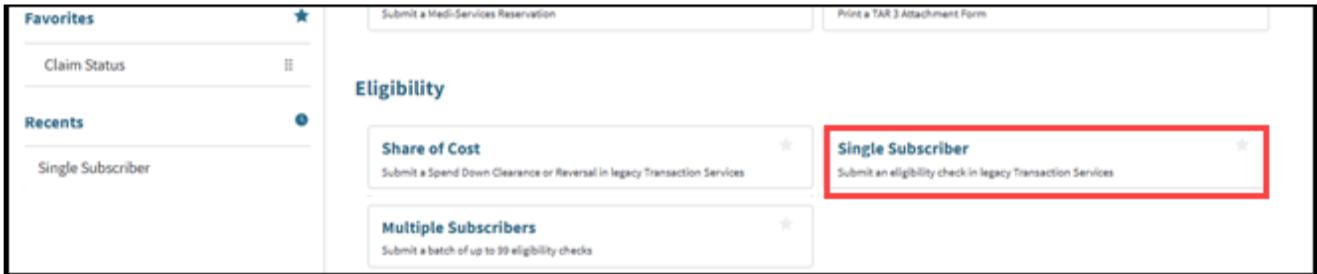 Favorites
Claim Status
Recents
Single Subscriber
Submit a Medi-Services Reservation
Print a TAR 3 Attachment Form
Eligibility
Share of Cost
Submit a Spend Down Clearance or Reversal in legacy Transaction Services
Single Subscriber
Submit an eligibility check in legacy Transaction Services
Multiple Subscribers
Submit a batch of up to 99 eligibility checks